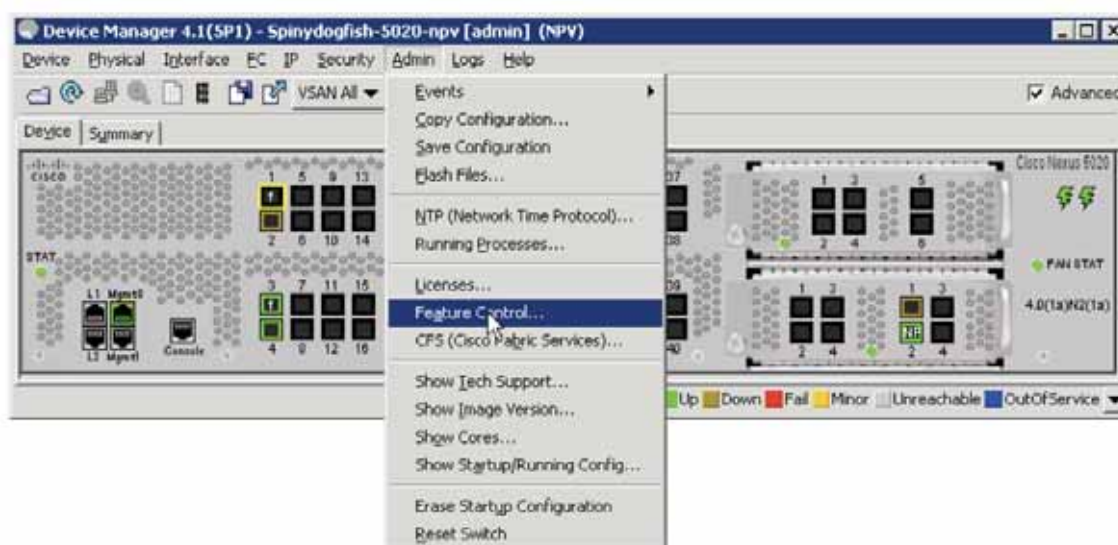 Device Manager 4.1(5P1) - Spinydogfish-5020-npv [admin] (NPV)
Device Physical Interface FC IP Security Admin Logs Help
VSAN All
Advanced
Device Summary
Events
Copy Configuration...
Save Configuration
Flash Files...
NTP (Network Time Protocol)...
Running Processes...
Licenses...
Feature Control...
CFS (Cisco Fabric Services)...
Show Tech Support...
Show Image Version...
Show Cores...
Show Startup/Running Config...
Erase Startup Configuration
Reset Switch
CISCO
1 5 9 13
2 6 10 14
STAT
L1 Mgmt0
L2 Mgmt1
Console
3 7 11 15
4 8 12 16
37
38
39
40
1 3 5
2 4 6
1 3 1 3
NP
2 4 2 4
Cisco Nexus 5020
FAN STAT
4.0(1a)N2(1a)
Up Down Fail Minor Unreachable OutOfService